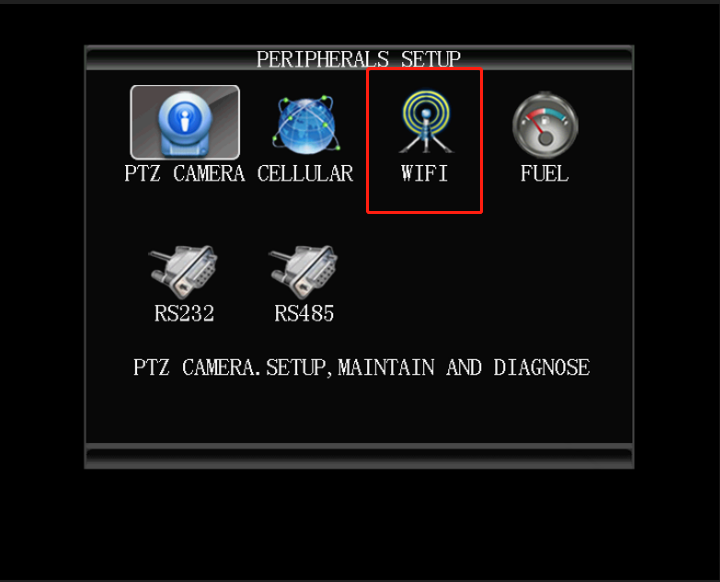 PERIPHERALS SETUP
PTZ CAMERA CELLULAR WIFI FUEL
RS232 RS485
PTZ CAMERA.SETUP,MAINTAIN AND DIAGNOSE